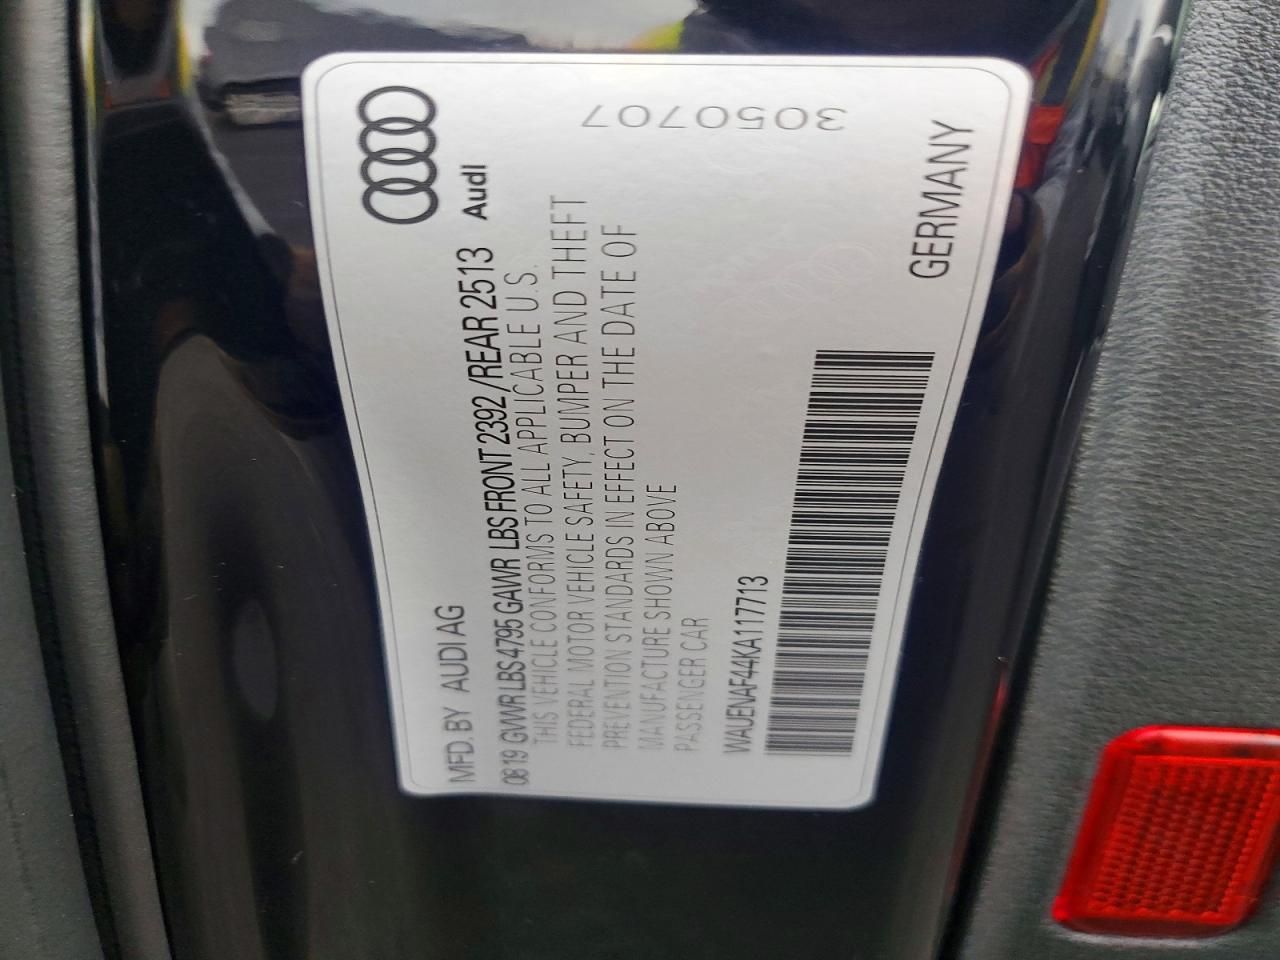 MFD. BY AUDI AG
08 19 GVWR LBS 4795 GAWR LBS FRONT 2392 / REAR 2513
Audi
THIS VEHICLE CONFORMS TO ALL APPLICABLE U.S.
FEDERAL MOTOR VEHICLE SAFETY, BUMPER AND THEFT
PREVENTION STANDARDS IN EFFECT ON THE DATE OF
MANUFACTURE SHOWN ABOVE
PASSENGER CAR
WAUENAF44KA117713
3050707
GERMANY